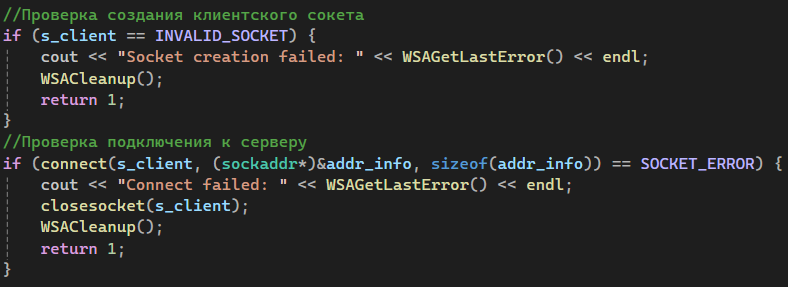 //Проверка создания клиентского сокета
if (s_client == INVALID_SOCKET) {
    cout << "Socket creation failed: " << WSAGetLastError() << endl;
    WSACleanup();
    return 1;
}
//Проверка подключения к серверу
if (connect(s_client, (sockaddr*)&addr_info, sizeof(addr_info)) == SOCKET_ERROR) {
    cout << "Connect failed: " << WSAGetLastError() << endl;
    closesocket(s_client);
    WSACleanup();
    return 1;
}